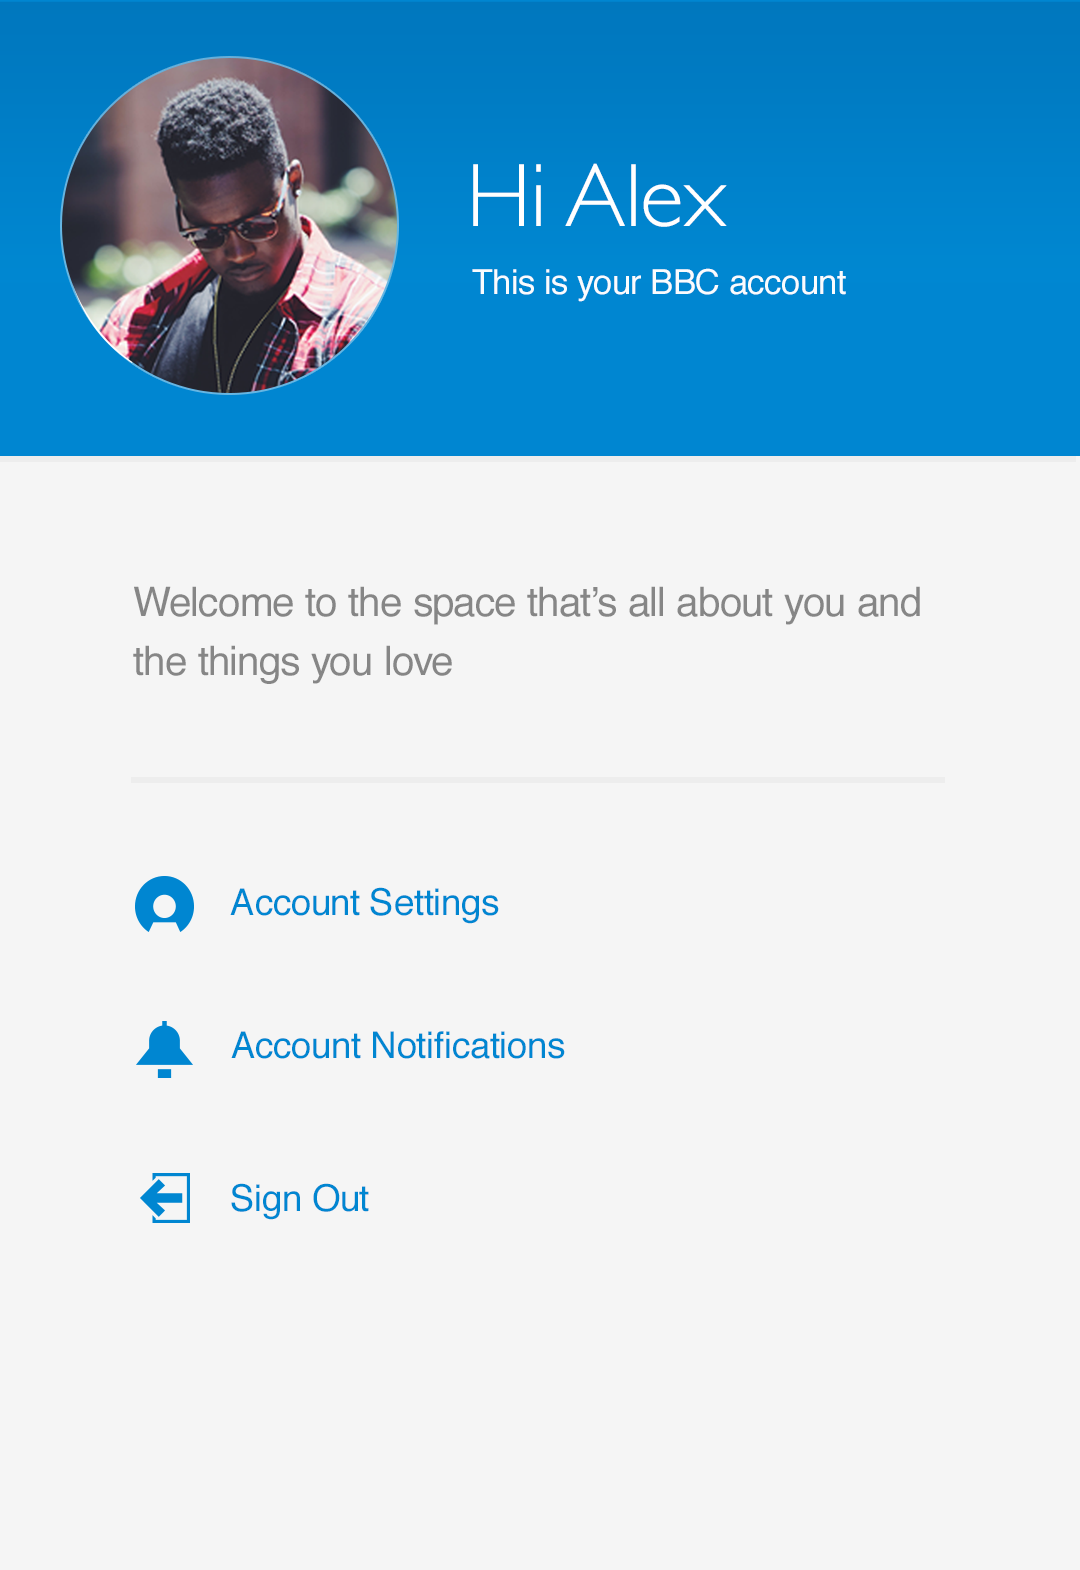 Hi Alex
This is your BBC account
Welcome to the space that’s all about you and
the things you love
Account Settings
Account Notifications
Sign Out